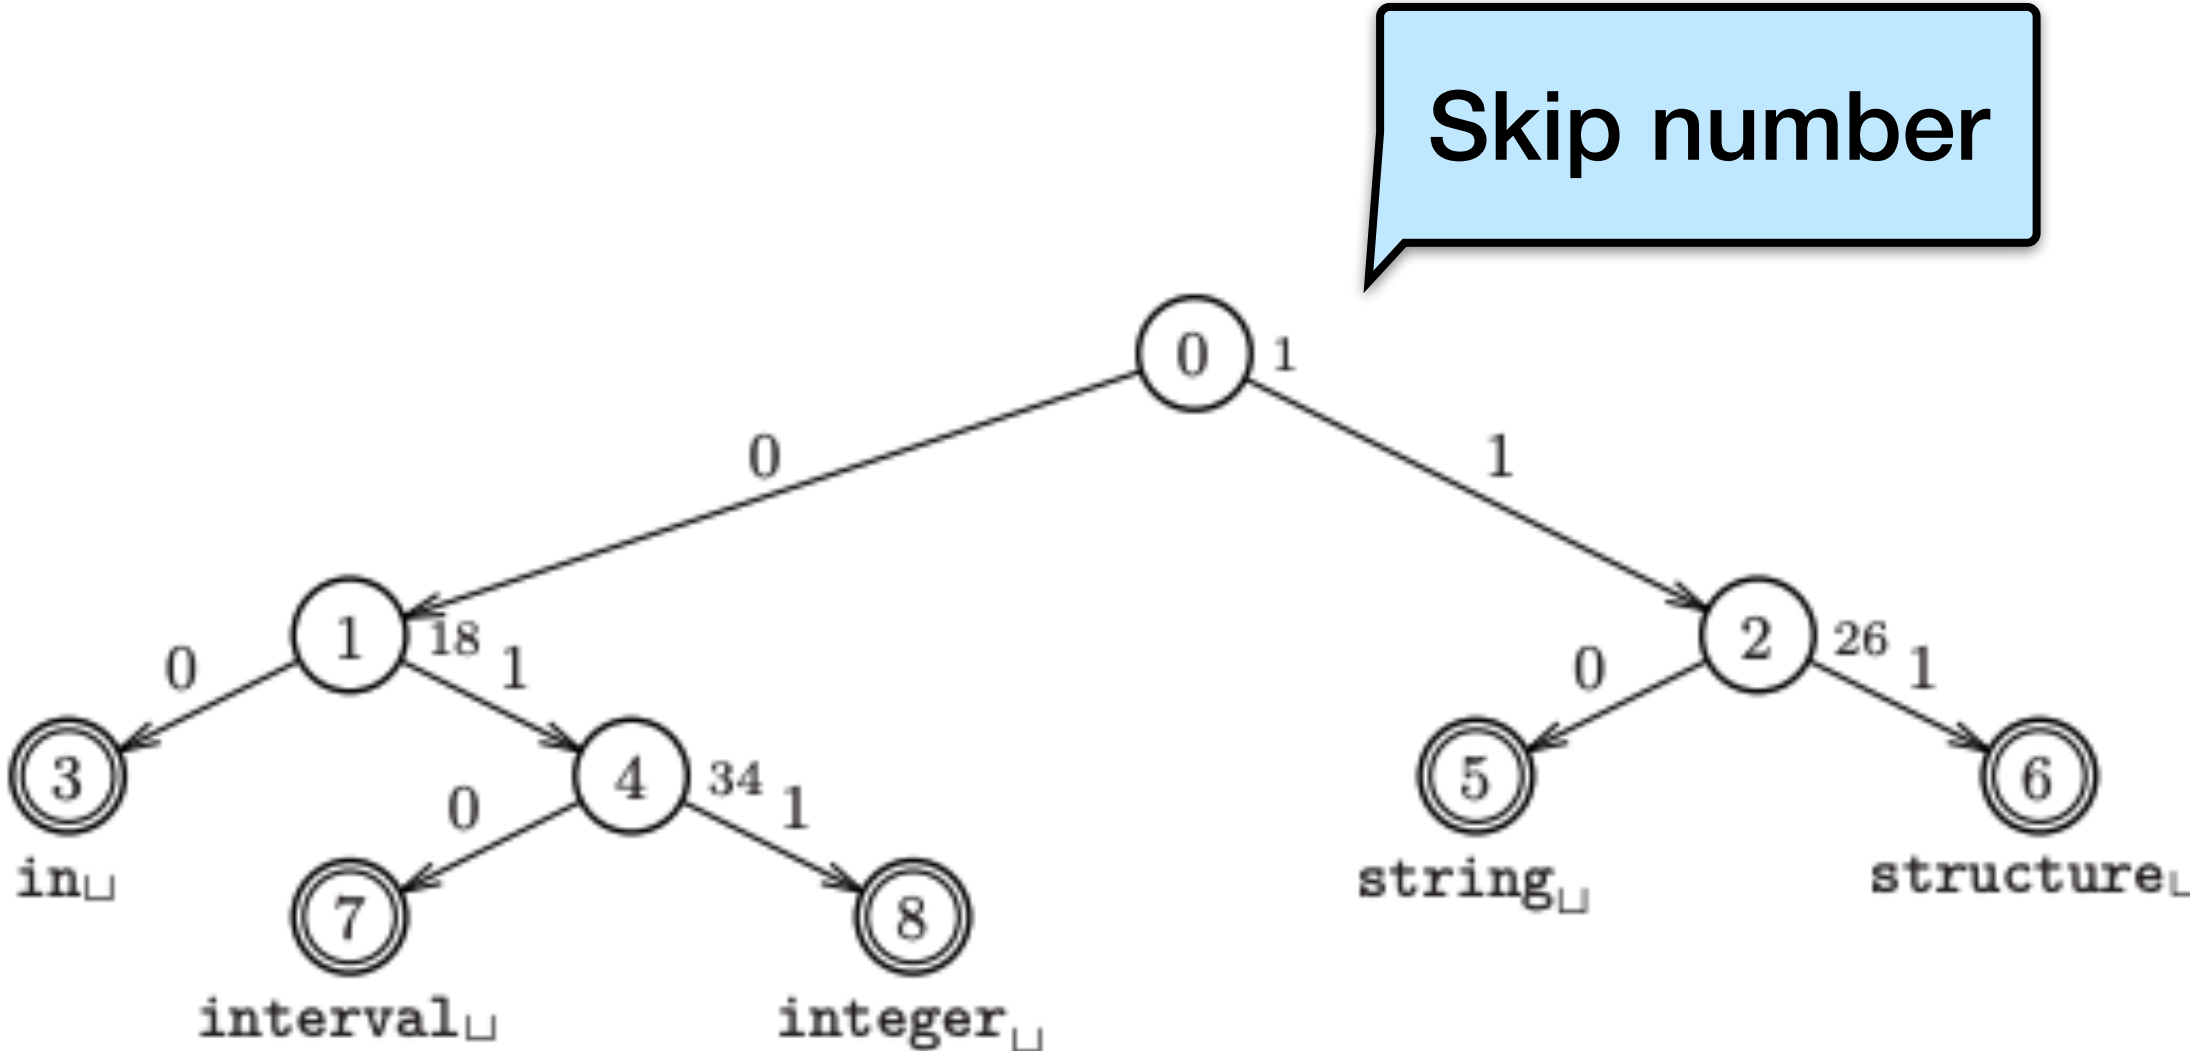 Skip number
0 1
0 1
1 18 2 26
0 1 0 1
3 4 34 5 6
0 1
in␣ string␣ structure␣
7 8
interval␣ integer␣